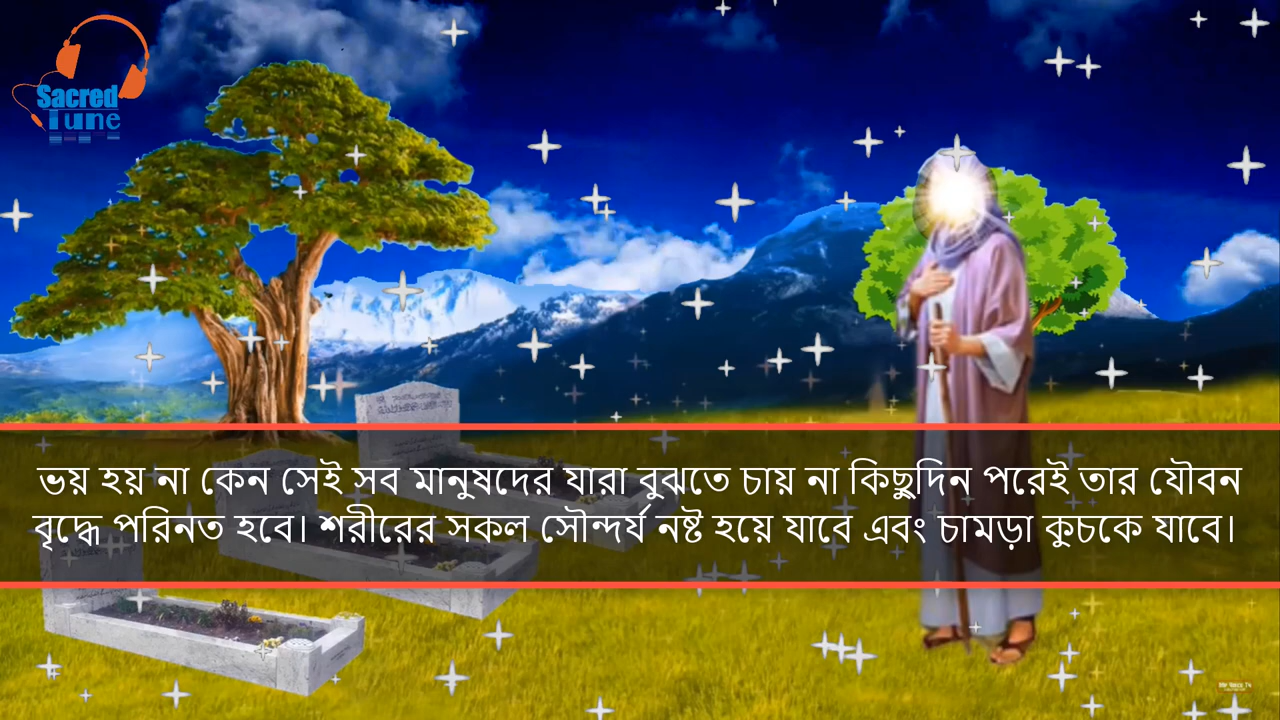 Sacred
Tune
ভয় হয় না কেন সেই সব মানুষদের যারা বুঝতে চায় না কিছুদিন পরেই তার যৌবন
বৃদ্ধে পরিনত হবে। শরীরের সকল সৌন্দর্য নষ্ট হয়ে যাবে এবং চামড়া কুচকে যাবে।